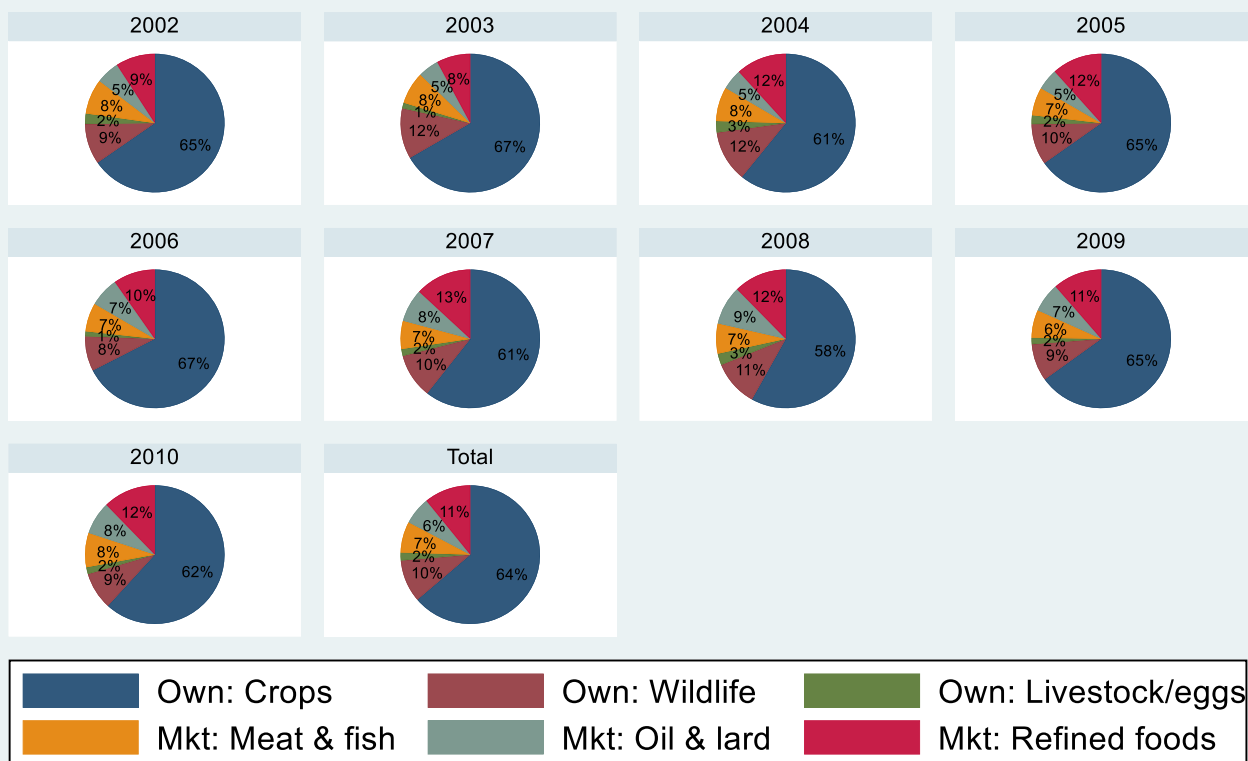 2002 2003 2004 2005
9% 5% 8% 2% 9% 65%
8% 5% 8% 1% 12% 67%
12% 5% 8% 3% 12% 61%
12% 5% 7% 2% 10% 65%
2006 2007 2008 2009
10% 7% 7% 1% 8% 67%
13% 8% 7% 2% 10% 61%
12% 9% 7% 3% 11% 58%
11% 7% 6% 2% 9% 65%
2010 Total
12% 8% 8% 2% 9% 62%
11% 6% 7% 2% 10% 64%
Own: Crops Own: Wildlife Own: Livestock/eggs
Mkt: Meat & fish Mkt: Oil & lard Mkt: Refined foods